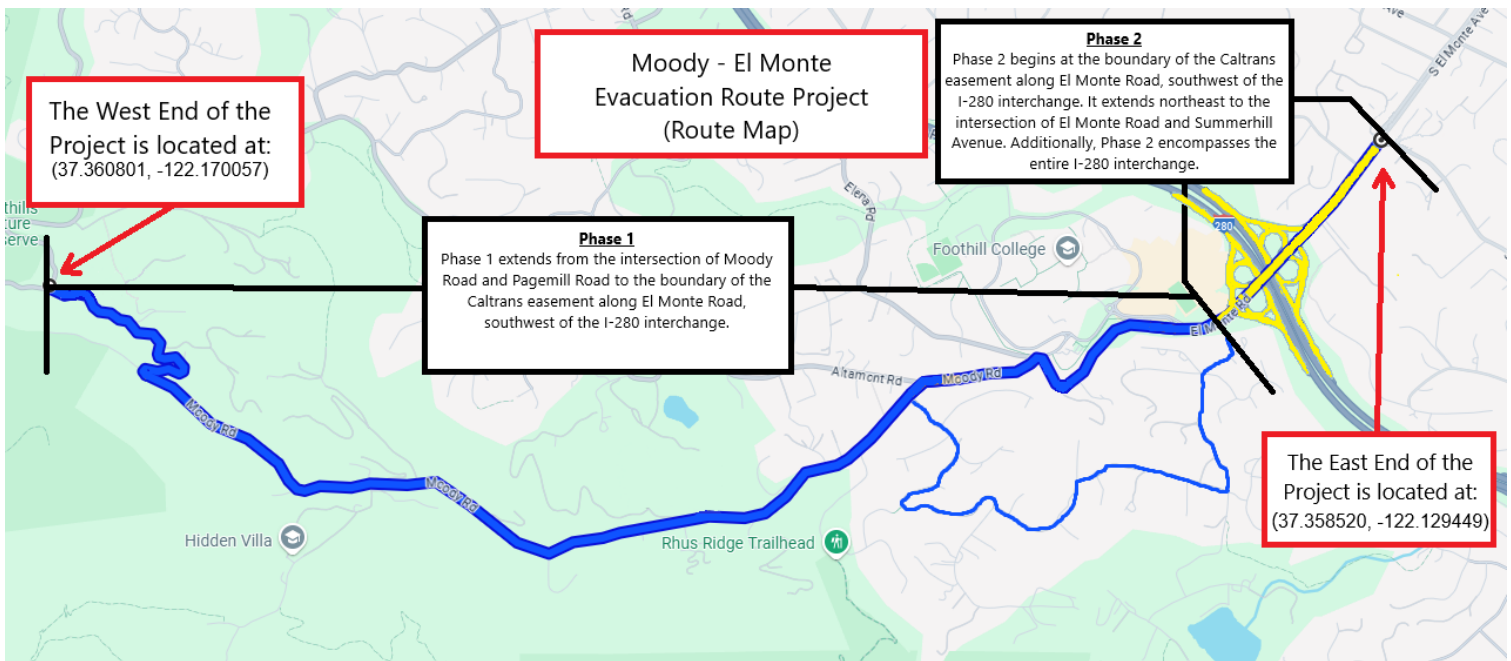 Moody - El Monte
Evacuation Route Project
(Route Map)
The West End of the
Project is located at:
(37.360801, -122.170057)
Phase 2
Phase 2 begins at the boundary of the Caltrans
easement along El Monte Road, southwest of the
I-280 interchange. It extends northeast to the
intersection of El Monte Road and Summerhill
Avenue. Additionally, Phase 2 encompasses the
entire I-280 interchange.
S El Monte Ave
Elena Rd
Phase 1
Phase 1 extends from the intersection of Moody
Road and Pagemill Road to the boundary of the
Caltrans easement along El Monte Road,
southwest of the I-280 interchange.
Foothill College
280
El Monte Rd
Altamont Rd
Moody Rd
Moody Rd
Moody Rd
Hidden Villa
Rhus Ridge Trailhead
The East End of the
Project is located at:
(37.358520, -122.129449)